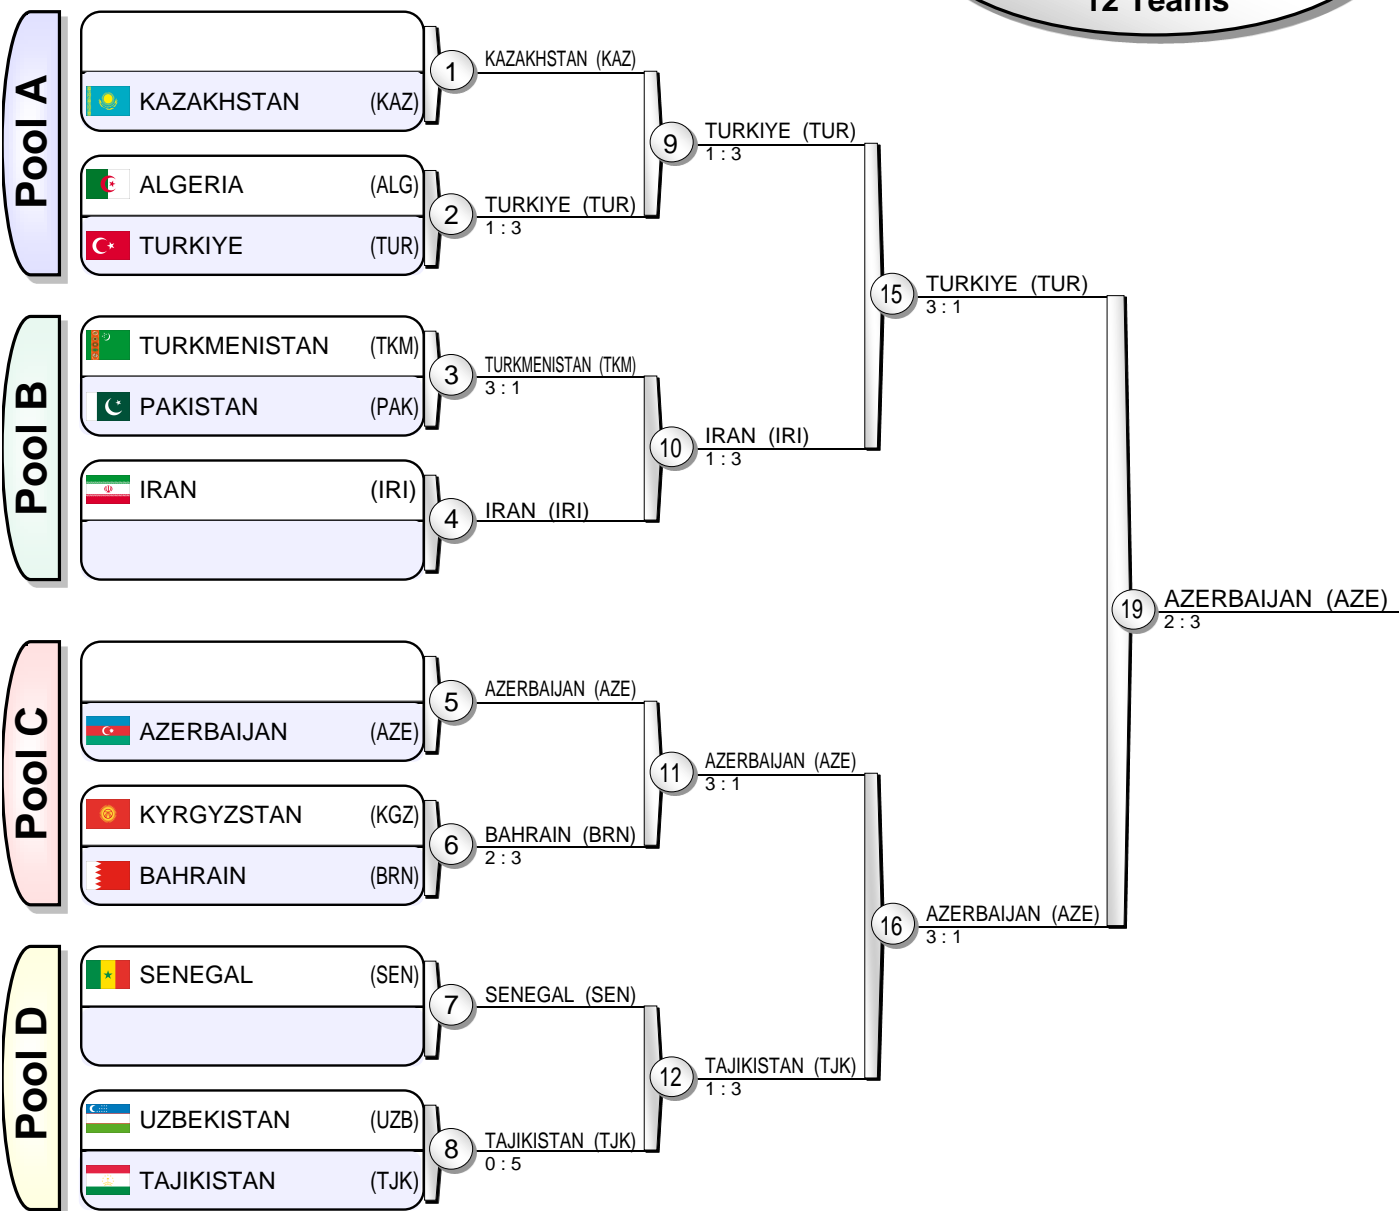 12 Teams
Pool A
KAZAKHSTAN (KAZ)
ALGERIA (ALG)
TURKIYE (TUR)
1
KAZAKHSTAN (KAZ)
2
TURKIYE (TUR)
1 : 3
9
TURKIYE (TUR)
1 : 3
Pool B
TURKMENISTAN (TKM)
PAKISTAN (PAK)
IRAN (IRI)
3
TURKMENISTAN (TKM)
3 : 1
4
IRAN (IRI)
10
IRAN (IRI)
1 : 3
15
TURKIYE (TUR)
3 : 1
Pool C
AZERBAIJAN (AZE)
KYRGYZSTAN (KGZ)
BAHRAIN (BRN)
5
AZERBAIJAN (AZE)
6
BAHRAIN (BRN)
2 : 3
11
AZERBAIJAN (AZE)
3 : 1
Pool D
SENEGAL (SEN)
UZBEKISTAN (UZB)
TAJIKISTAN (TJK)
7
SENEGAL (SEN)
8
TAJIKISTAN (TJK)
0 : 5
12
TAJIKISTAN (TJK)
1 : 3
16
AZERBAIJAN (AZE)
3 : 1
19
AZERBAIJAN (AZE)
2 : 3